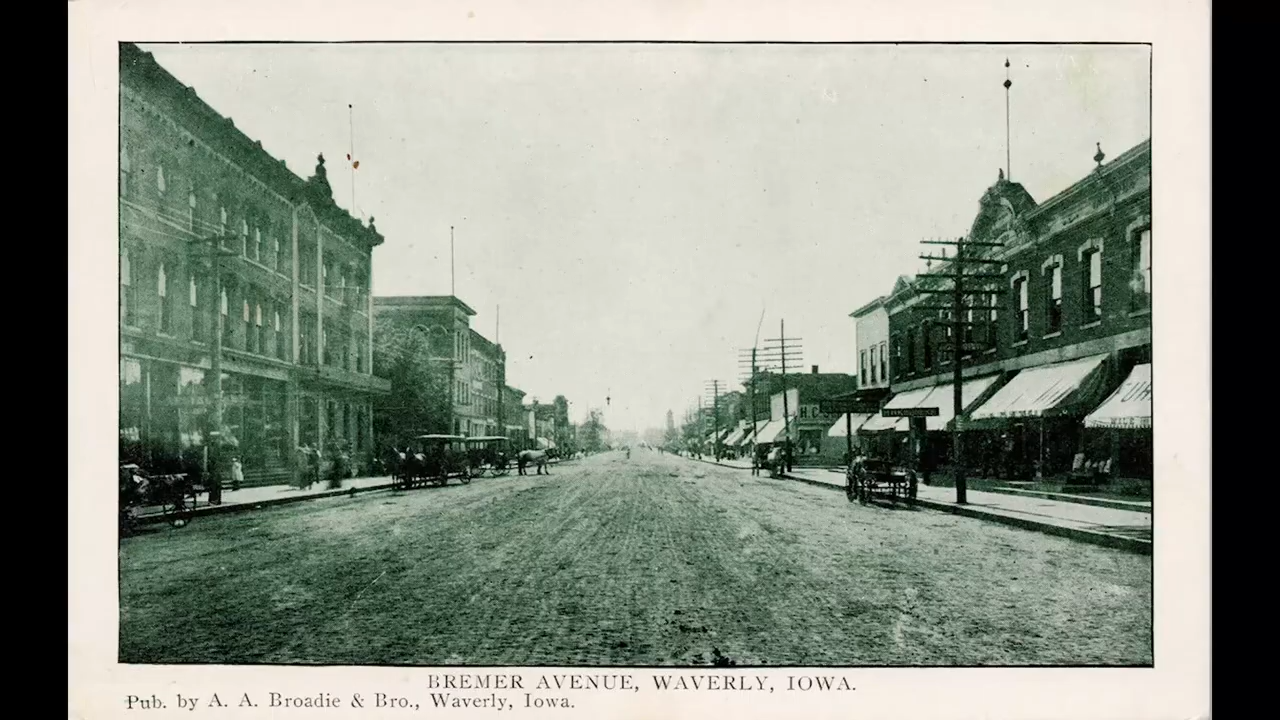 H. C
BREMER AVENUE, WAVERLY, IOWA.
Pub. by A. A. Broadie & Bro., Waverly, Iowa.